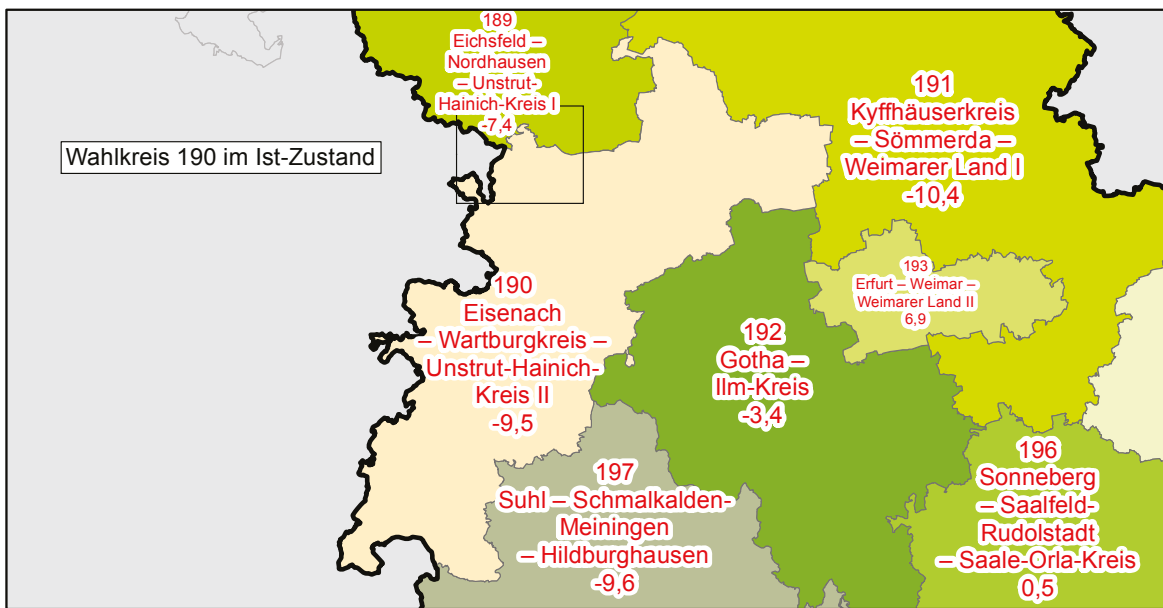 189
Eichsfeld –
Nordhausen
– Unstrut-
Hainich-Kreis I
-7,4
Wahlkreis 190 im Ist-Zustand
191
Kyffhäuserkreis
– Sömmerda –
Weimarer Land I
-10,4
193
Erfurt – Weimar –
Weimarer Land II
6,9
190
Eisenach
– Wartburgkreis –
Unstrut-Hainich-
Kreis II
-9,5
192
Gotha –
Ilm-Kreis
-3,4
197
Suhl – Schmalkalden-
Meiningen
– Hildburghausen
-9,6
196
Sonneberg
– Saalfeld-
Rudolstadt
– Saale-Orla-Kreis
0,5